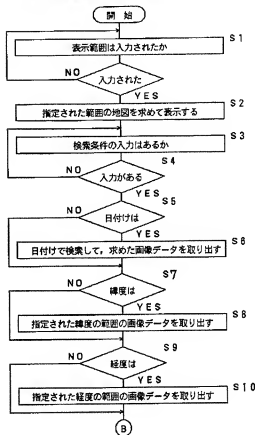 開始
S1
表示範囲は入力されたか
NO
入力された
YES
S2
指定された範囲の地図を求めて表示する
S3
検索条件の入力はあるか
S4
NO
入力がある
YES
S5
NO
日付けは
YES
S6
日付けで検索して，求めた画像データを取り出す
S7
NO
緯度は
YES
S8
指定された緯度の範囲の画像データを取り出す
S9
NO
経度は
YES
S10
指定された経度の範囲の画像データを取り出す
B